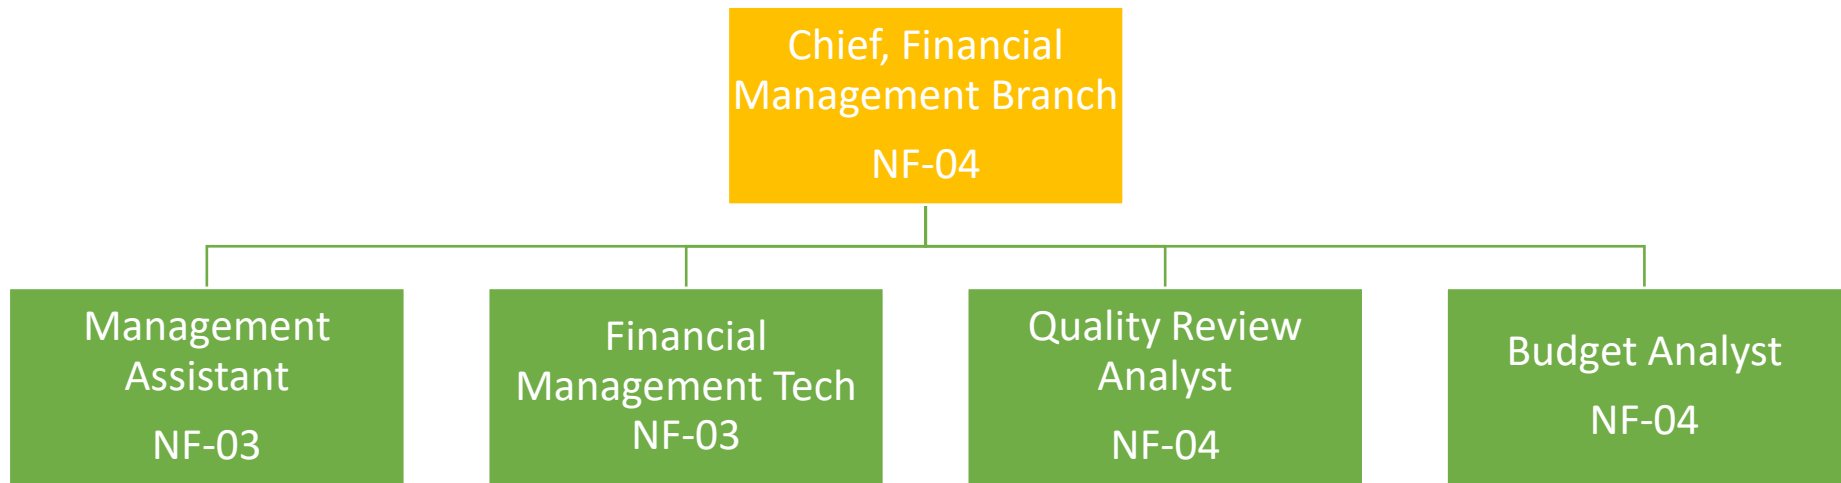 Chief, Financial
Management Branch
NF-04
Management
Assistant
NF-03
Financial
Management Tech
NF-03
Quality Review
Analyst
NF-04
Budget Analyst
NF-04